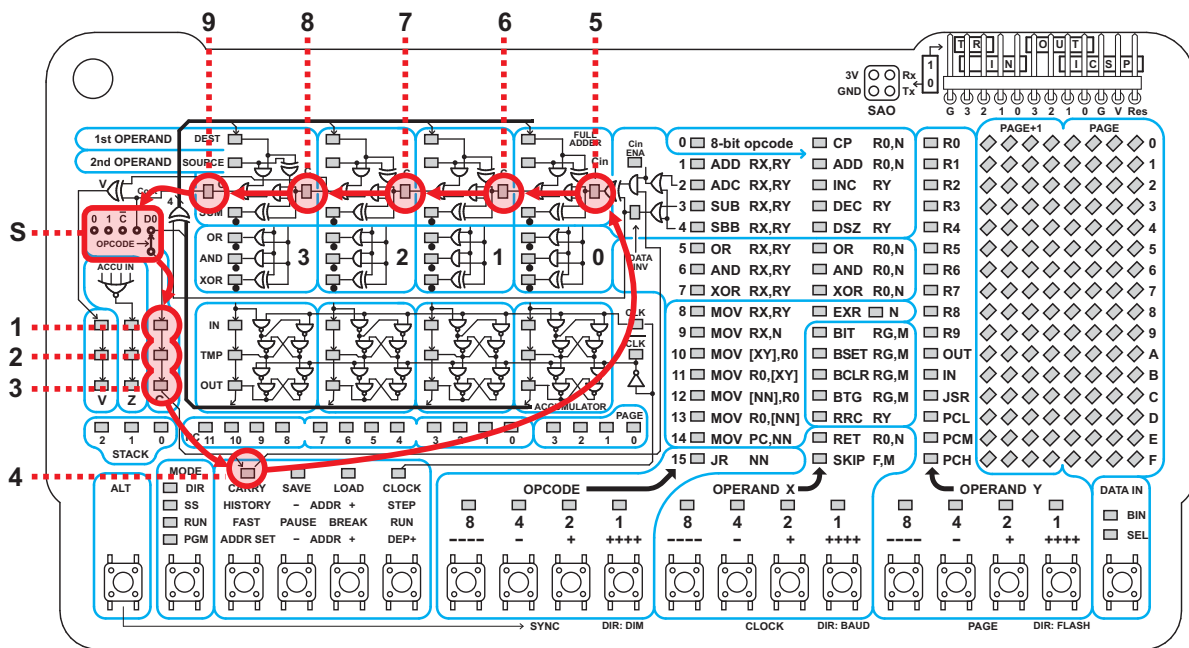 9 8 7 6 5
T R O U T
I N I C S P
1
0
3V Rx
GND Tx
SAO
G 3 2 1 0 3 2 1 0 G V Res
PAGE+1 PAGE
1st OPERAND DEST
FULL ADDER
2nd OPERAND SOURCE
Cin
Cin ENA
V
Cout
4
SUM
S
0 1 C C D0
OPCODE
OR
AND
XOR
3 2 1 0
DATA INV
ACCU IN
1
2
3
V Z C
IN
TMP
OUT
CLK
CLK
ACCUMULATOR
0 8-bit opcode
1 ADD RX,RY
2 ADC RX,RY
3 SUB RX,RY
4 SBB RX,RY
5 OR RX,RY
6 AND RX,RY
7 XOR RX,RY
8 MOV RX,RY
9 MOV RX,N
10 MOV [XY],R0
11 MOV R0,[XY]
12 MOV [NN],R0
13 MOV R0,[NN]
14 MOV PC,NN
15 JR NN
CP R0,N
ADD R0,N
INC RY
DEC RY
DSZ RY
OR R0,N
AND R0,N
XOR R0,N
EXR N
BIT RG,M
BSET RG,M
BCLR RG,M
BTG RG,M
RRC RY
RET R0,N
SKIP F,M
R0
R1
R2
R3
R4
R5
R6
R7
R8
R9
OUT
IN
JSR
PCL
PCM
PCH
0
1
2
3
4
5
6
7
8
9
A
B
C
D
E
F
2 1 0
STACK
11 10 9 8 7 6 5 4 3 2 1 0
PAGE
3 2 1 0
4
ALT
MODE
DIR
SS
RUN
PGM
CARRY SAVE LOAD CLOCK
HISTORY – ADDR + STEP
FAST PAUSE BREAK RUN
ADDR SET – ADDR + DEP+
OPCODE
8 4 2 1
---- – + ++++
OPERAND X
8 4 2 1
---- – + ++++
OPERAND Y
8 4 2 1
---- – + ++++
DATA IN
BIN
SEL
SYNC DIR: DIM CLOCK DIR: BAUD PAGE DIR: FLASH